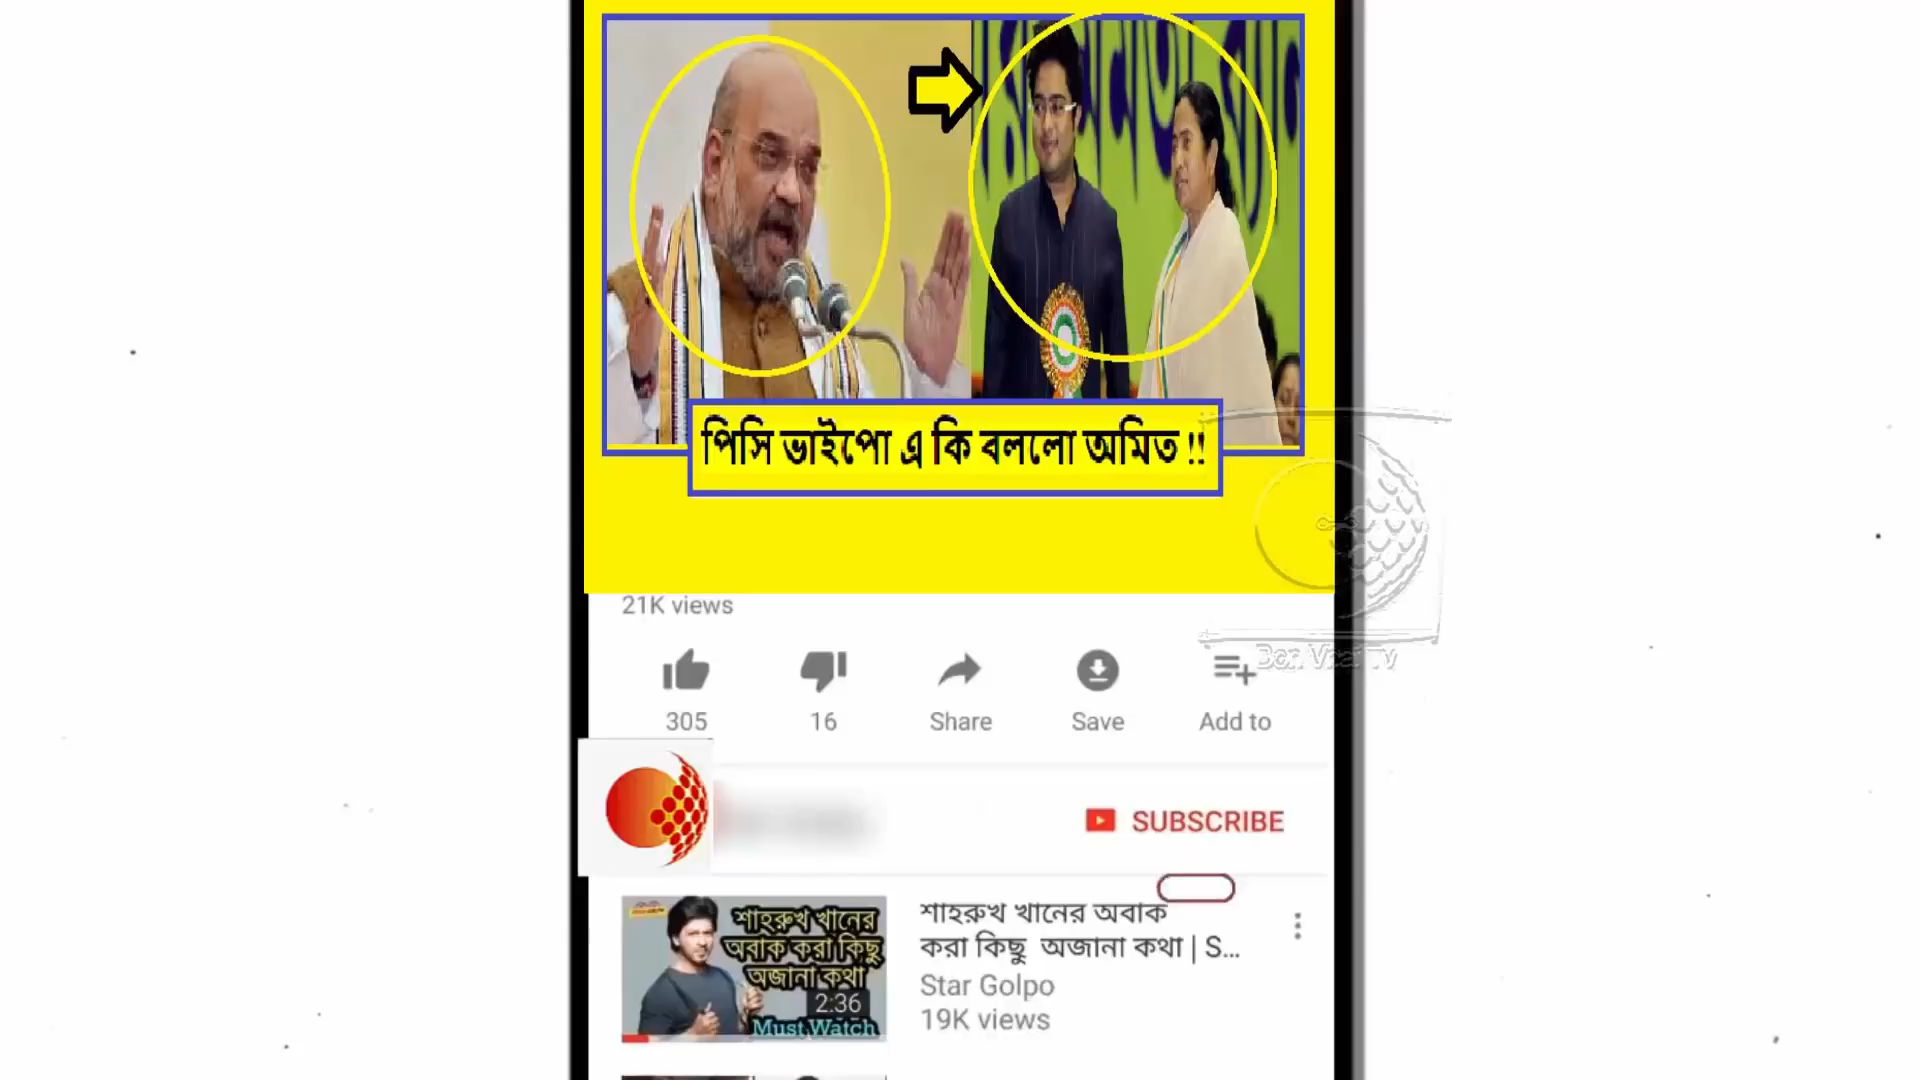 পিসি ভাইপো এ কি বললো অমিত !!
21K views
305
16
Share
Save
Add to
SUBSCRIBE
শাহরুখ খানের
অবাক করা কিছু
অজানা কথা
2:36
Must Watch
শাহরুখ খানের অবাক
করা কিছু অজানা কথা | S...
Star Golpo
19K views